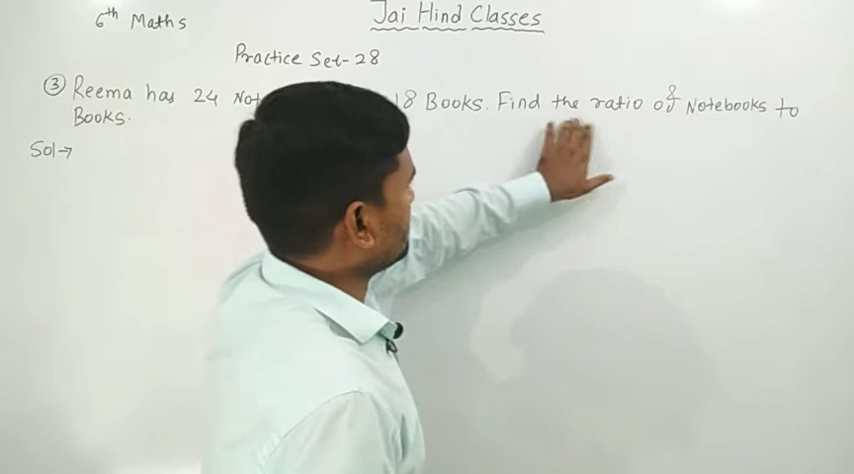 6th Maths
Jai Hind Classes
Practice Set-28
③ Reema has 24 Not 18 Books. Find the ratio of Notebooks to
Books.
Sol→